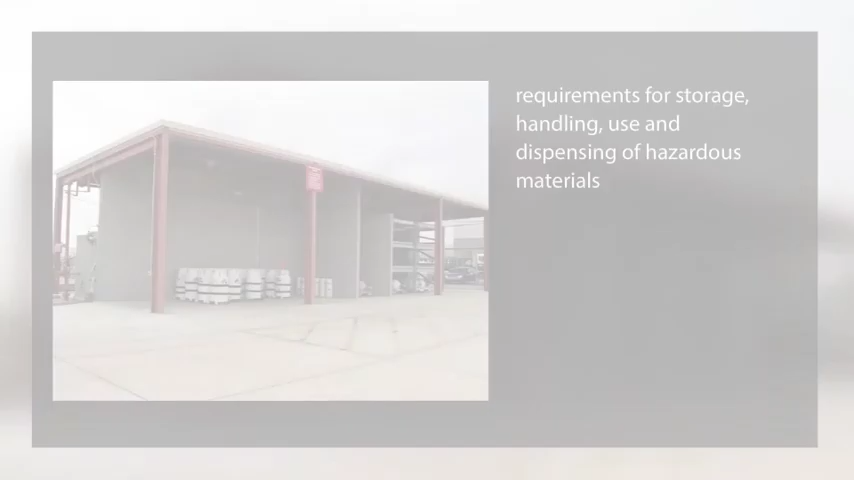 requirements for storage,
handling, use and
dispensing of hazardous
materials